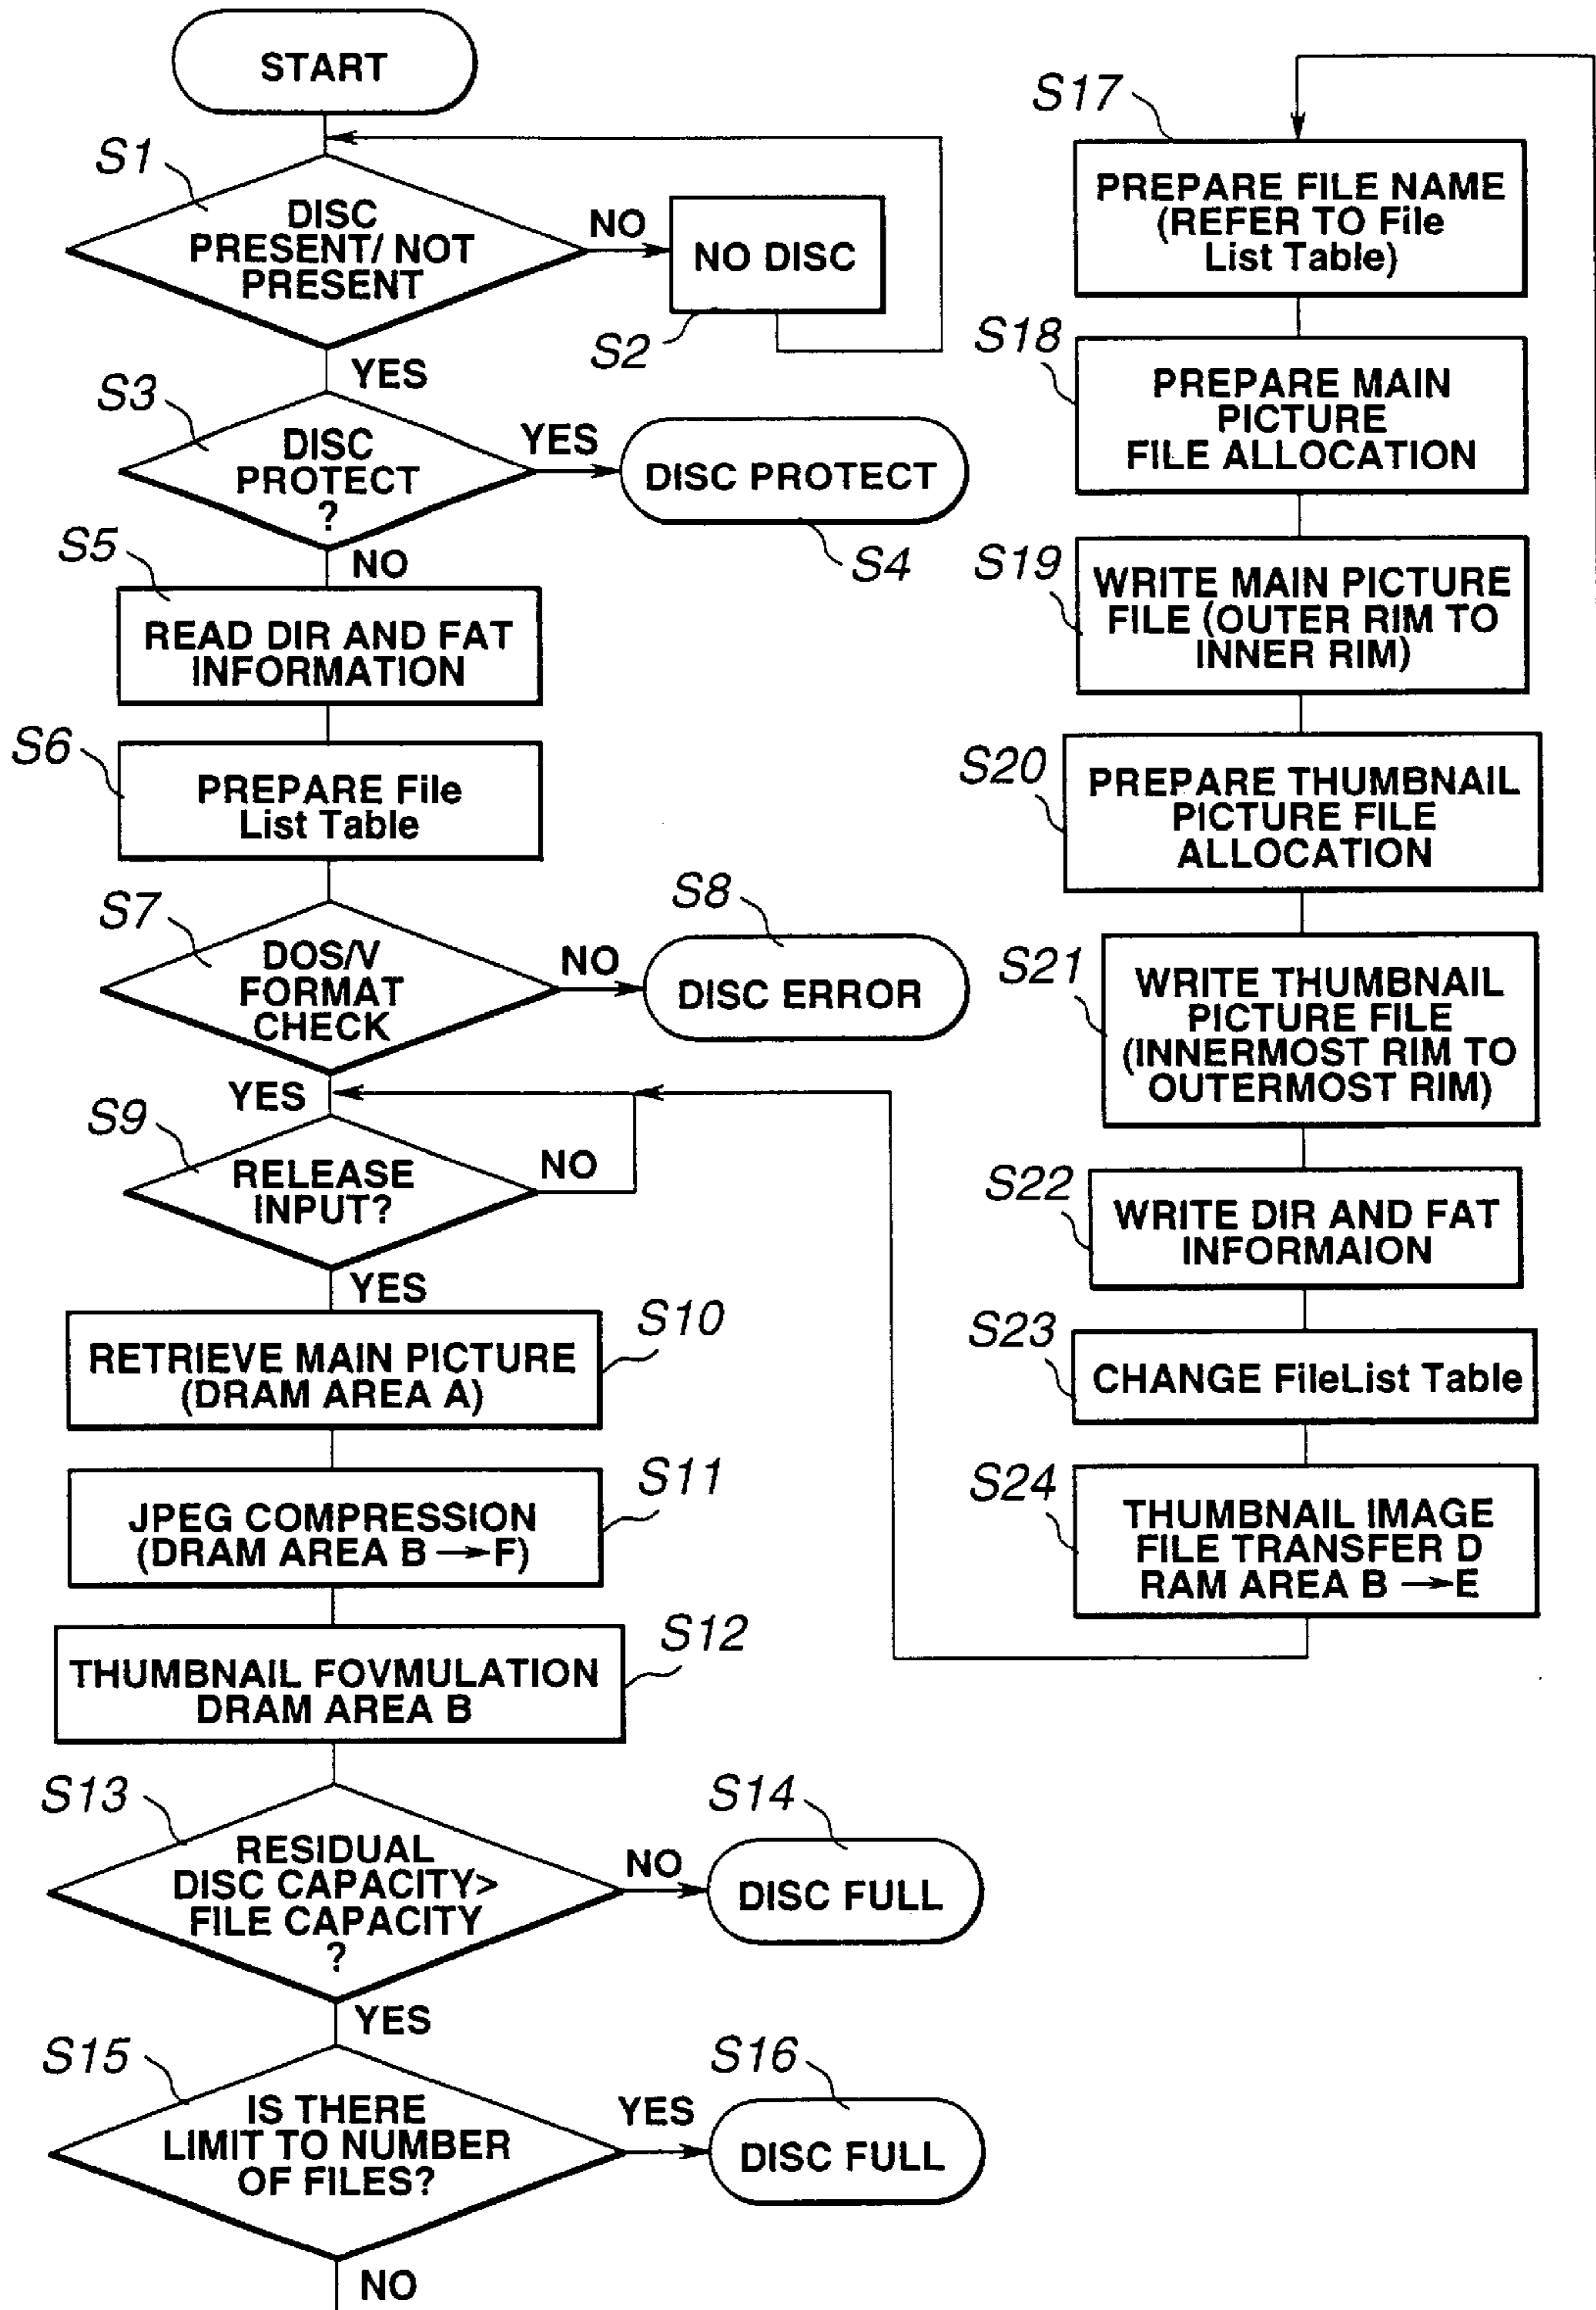 START
S1
DISC
PRESENT/ NOT
PRESENT
NO
NO DISC
S2
YES
S3
DISC
PROTECT
?
YES
DISC PROTECT
S4
NO
S5
READ DIR AND FAT
INFORMATION
S6
PREPARE File
List Table
S7
DOS/V
FORMAT
CHECK
NO
S8
DISC ERROR
YES
S9
RELEASE
INPUT?
NO
YES
S10
RETRIEVE MAIN PICTURE
(DRAM AREA A)
S11
JPEG COMPRESSION
(DRAM AREA B → F)
S12
THUMBNAIL FOVMULATION
DRAM AREA B
S13
RESIDUAL
DISC CAPACITY>
FILE CAPACITY
?
NO
S14
DISC FULL
YES
S15
IS THERE
LIMIT TO NUMBER
OF FILES?
YES
S16
DISC FULL
NO
S17
PREPARE FILE NAME
(REFER TO File
List Table)
S18
PREPARE MAIN
PICTURE
FILE ALLOCATION
S19
WRITE MAIN PICTURE
FILE (OUTER RIM TO
INNER RIM)
S20
PREPARE THUMBNAIL
PICTURE FILE
ALLOCATION
S21
WRITE THUMBNAIL
PICTURE FILE
(INNERMOST RIM TO
OUTERMOST RIM)
S22
WRITE DIR AND FAT
INFORMAION
S23
CHANGE FileList Table
S24
THUMBNAIL IMAGE
FILE TRANSFER D
RAM AREA B → E